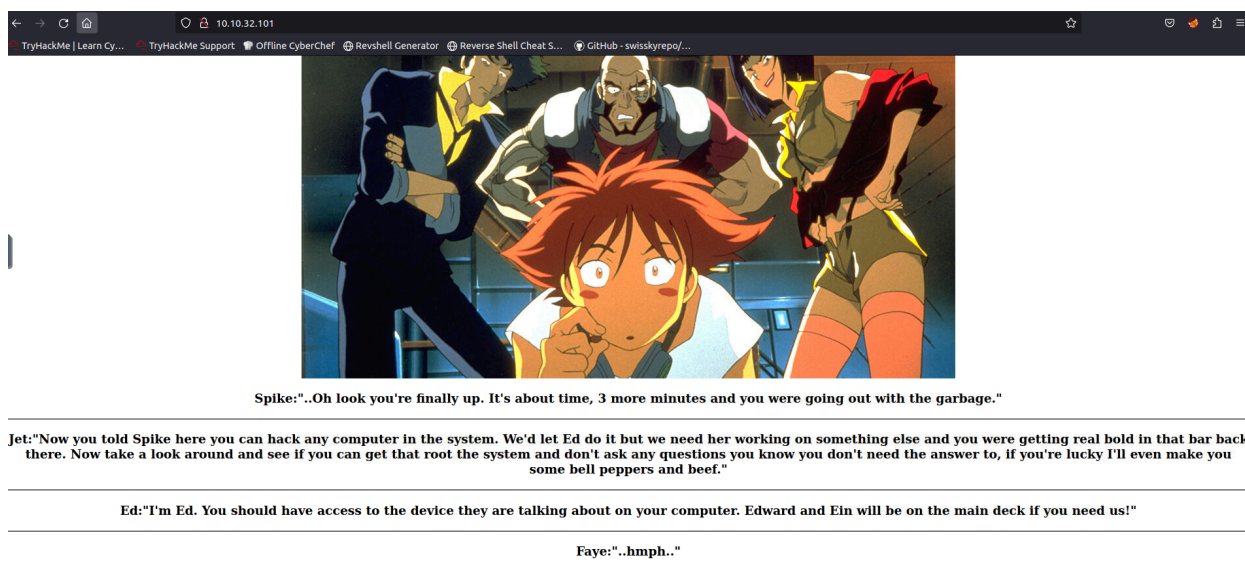 10.10.32.101
TryHackMe | Learn Cy... TryHackMe Support Offline CyberChef Revshell Generator Reverse Shell Cheat S... GitHub - swisskyrepo/...
Spike:"..Oh look you're finally up. It's about time, 3 more minutes and you were going out with the garbage."
Jet:"Now you told Spike here you can hack any computer in the system. We'd let Ed do it but we need her working on something else and you were getting real bold in that bar back
there. Now take a look around and see if you can get that root the system and don't ask any questions you know you don't need the answer to, if you're lucky I'll even make you
some bell peppers and beef."
Ed:"I'm Ed. You should have access to the device they are talking about on your computer. Edward and Ein will be on the main deck if you need us!"
Faye:"..hmph.."